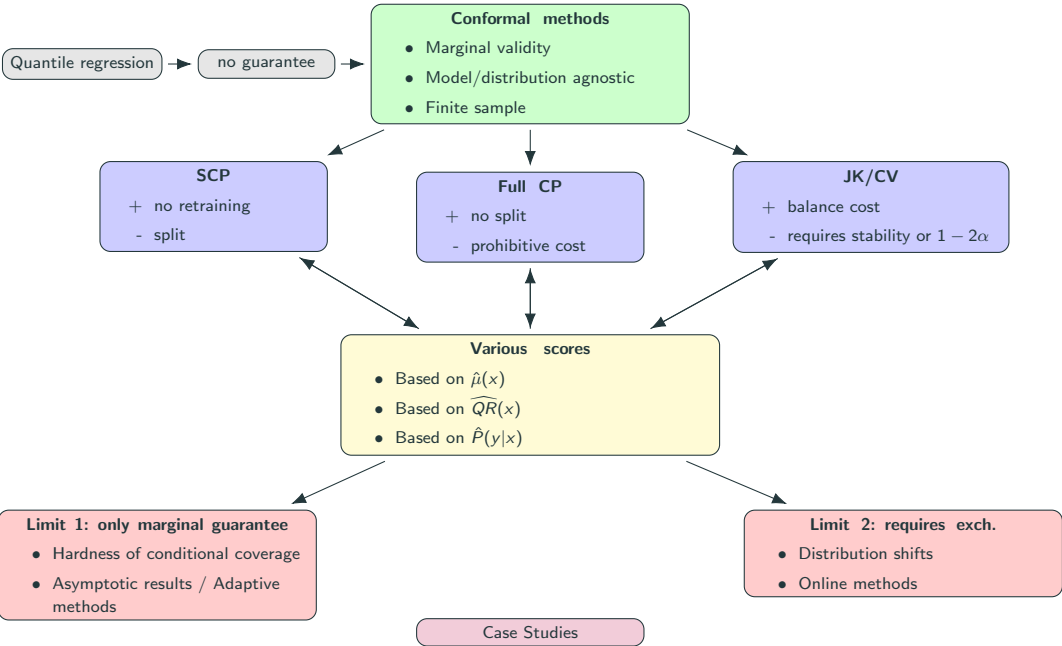 Conformal methods
• Marginal validity
Quantile regression
no guarantee
• Model/distribution agnostic
• Finite sample
SCP
+ no retraining
- split
Full CP
+ no split
- prohibitive cost
JK/CV
+ balance cost
- requires stability or 1 − 2α
Various scores
• Based on μ̂(x)
• Based on \widehat{QR}(x)
• Based on P̂(y|x)
Limit 1: only marginal guarantee
• Hardness of conditional coverage
• Asymptotic results / Adaptive
methods
Limit 2: requires exch.
• Distribution shifts
• Online methods
Case Studies